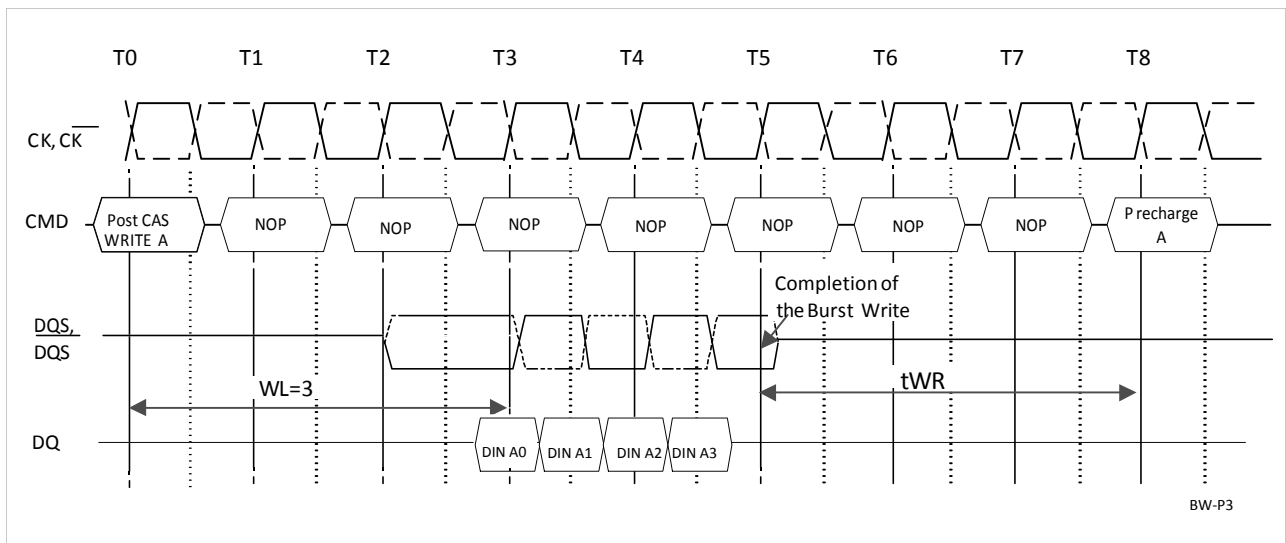 T0 T1 T2 T3 T4 T5 T6 T7 T8
CK, CK
CMD
Post CAS
WRITE A
NOP NOP NOP NOP NOP NOP NOP
Precharge
A
Completion of
the Burst Write
DQS,
DQS
WL=3
tWR
DQ
DIN A0 DIN A1 DIN A2 DIN A3
BW-P3